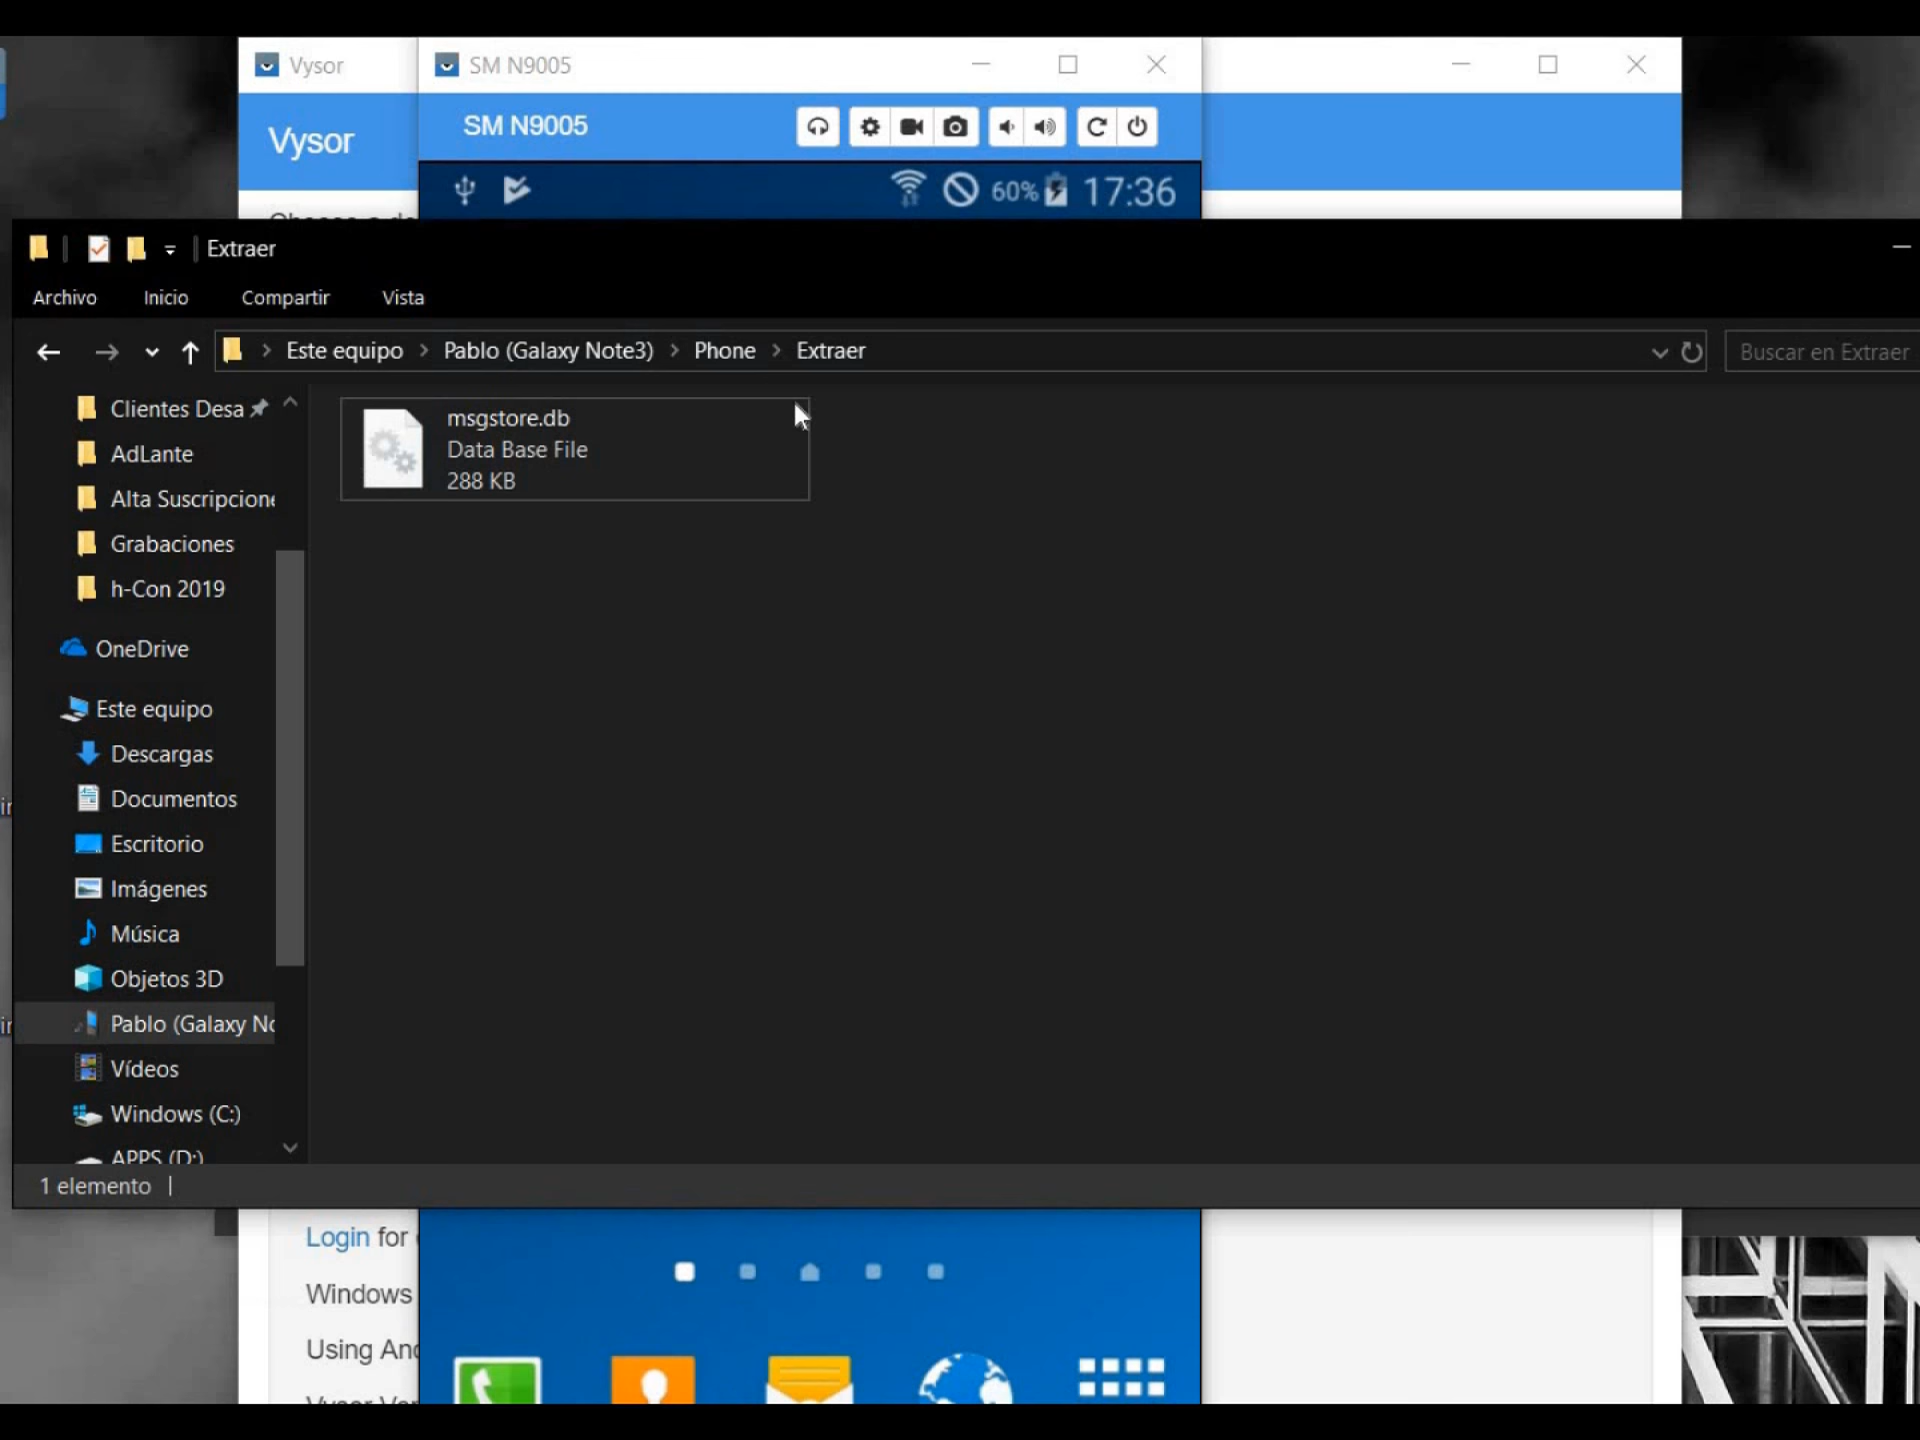 Vysor
SM N9005
Vysor
SM N9005
60% 17:36
Extraer
Archivo Inicio Compartir Vista
Este equipo > Pablo (Galaxy Note3) > Phone > Extraer
Buscar en Extraer
Clientes Desa
AdLante
Alta Suscripcione
Grabaciones
h-Con 2019
OneDrive
Este equipo
Descargas
Documentos
Escritorio
Imágenes
Música
Objetos 3D
Pablo (Galaxy No
Vídeos
Windows (C:)
APPS (D:)
msgstore.db
Data Base File
288 KB
1 elemento
Login for
Windows
Using And